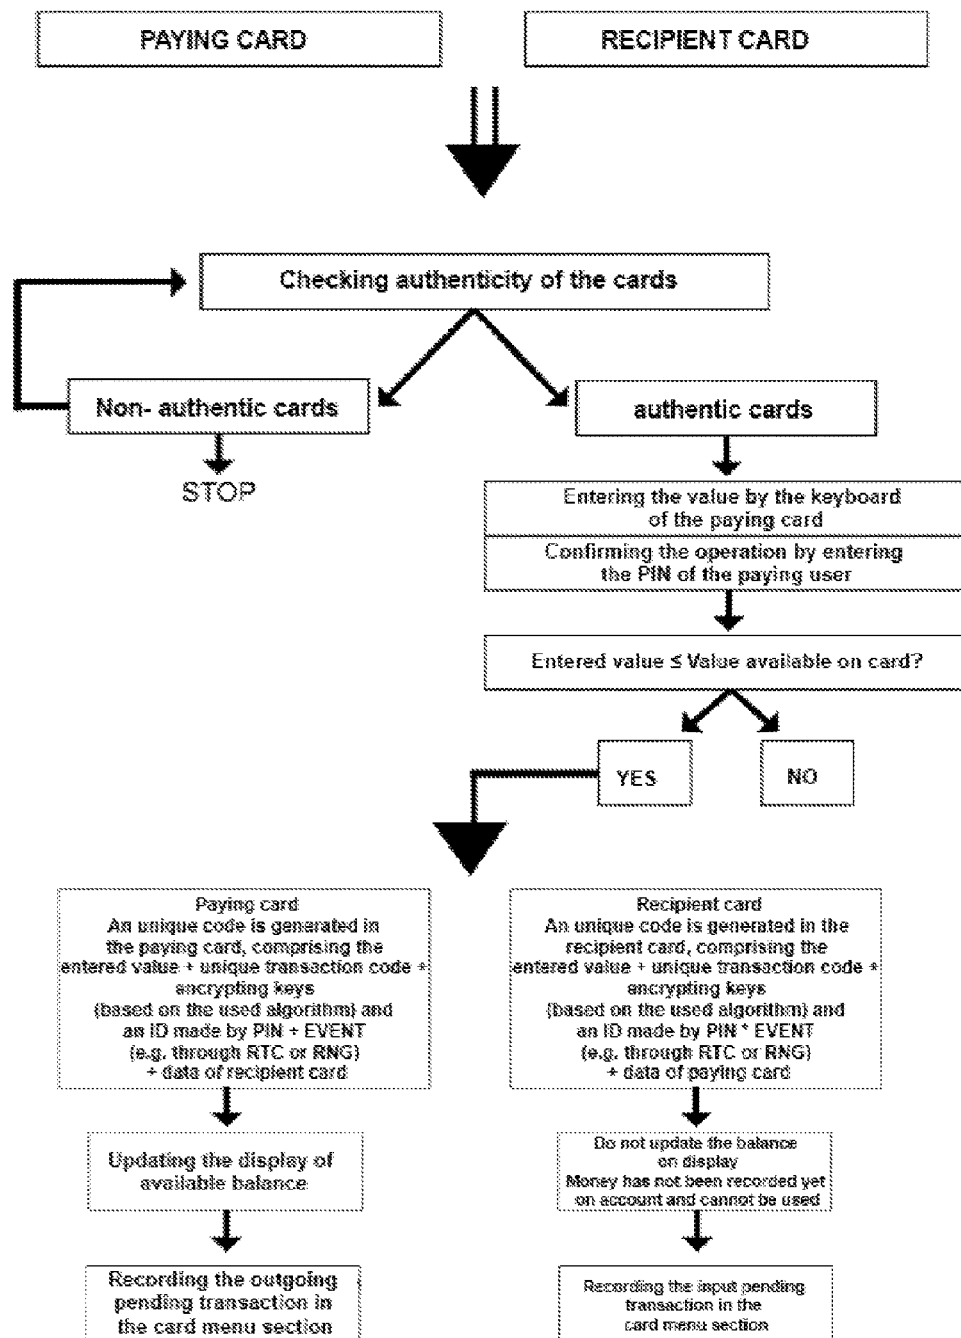 PAYING CARD
RECIPIENT CARD
Checking authenticity of the cards
Non- authentic cards
authentic cards
STOP
Entering the value by the keyboard
of the paying card
Confirming the operation by entering
the PIN of the paying user
Entered value ≤ Value available on card?
YES
NO
Paying card
An unique code is generated in
the paying card, comprising the
entered value + unique transaction code +
encrypting keys
(based on the used algorithm) and
an ID made by PIN + EVENT
(e.g. through RTC or RNG)
+ data of recipient card
Recipient card
An unique code is generated in the
recipient card, comprising the
entered value + unique transaction code +
encrypting keys
(based on the used algorithm) and
an ID made by PIN * EVENT
(e.g. through RTC or RNG)
+ data of paying card
Updating the display of
available balance
Do not update the balance
on display
Money has not been recorded yet
on account and cannot be used
Recording the outgoing
pending transaction in
the card menu section
Recording the input pending
transaction in the
card menu section